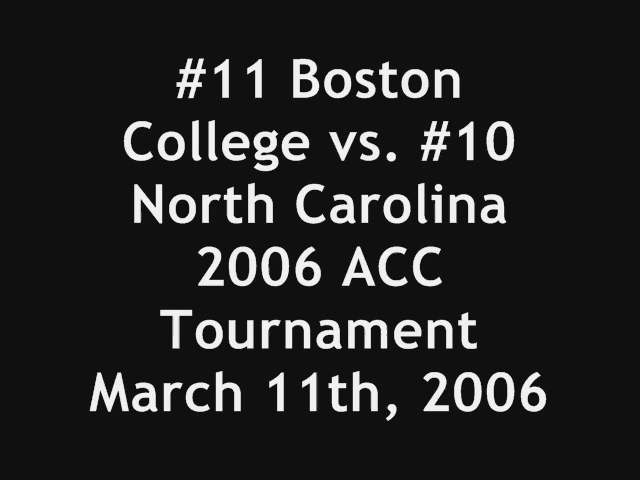 #11 Boston
College vs. #10
North Carolina
2006 ACC
Tournament
March 11th, 2006